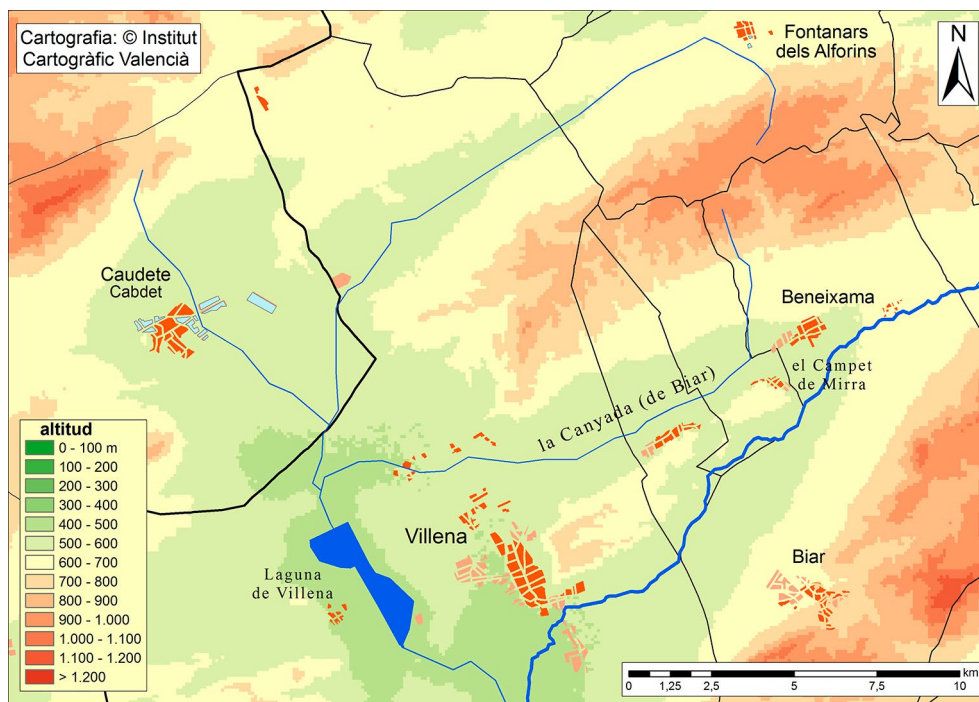 Cartografia: © Institut
Cartogràfic Valencià
Fontanars
dels Alforins
N
Caudete
Cabdet
Beneixama
el Campet
de Mirra
la Canyada (de Biar)
altitud
0 - 100 m
100 - 200
200 - 300
300 - 400
400 - 500
500 - 600
600 - 700
700 - 800
800 - 900
900 - 1.000
1.000 - 1.100
1.100 - 1.200
> 1.200
Villena
Laguna
de Villena
Biar
km
0 1,25 2,5 5 7,5 10